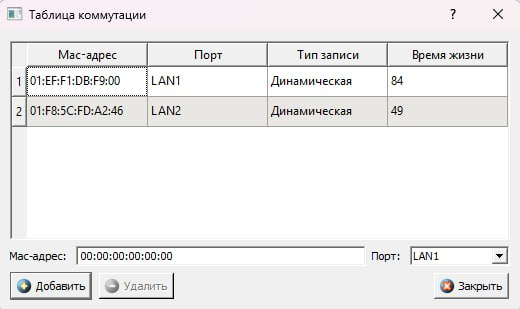 Таблица коммутации
Mac-адрес Порт Тип записи Время жизни
1 01:EF:F1:DB:F9:00 LAN1 Динамическая 84
2 01:F8:5C:FD:A2:46 LAN2 Динамическая 49
Mac-адрес: 00:00:00:00:00:00 Порт: LAN1
Добавить Удалить Закрыть